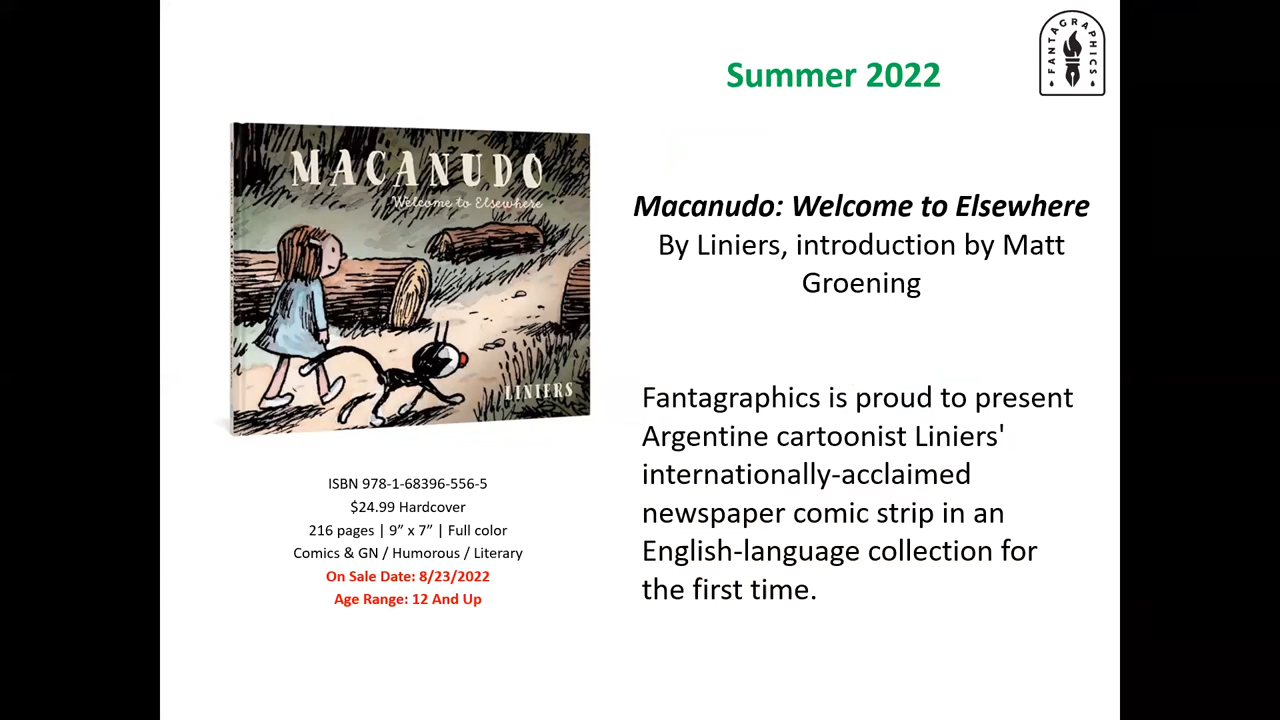 Summer 2022
FANTAGRAPHICS
MACANUDO
Welcome to Elsewhere
LINIERS
Macanudo: Welcome to Elsewhere
By Liniers, introduction by Matt
Groening
Fantagraphics is proud to present
Argentine cartoonist Liniers'
internationally-acclaimed
newspaper comic strip in an
English-language collection for
the first time.
ISBN 978-1-68396-556-5
$24.99 Hardcover
216 pages | 9” x 7” | Full color
Comics & GN / Humorous / Literary
On Sale Date: 8/23/2022
Age Range: 12 And Up